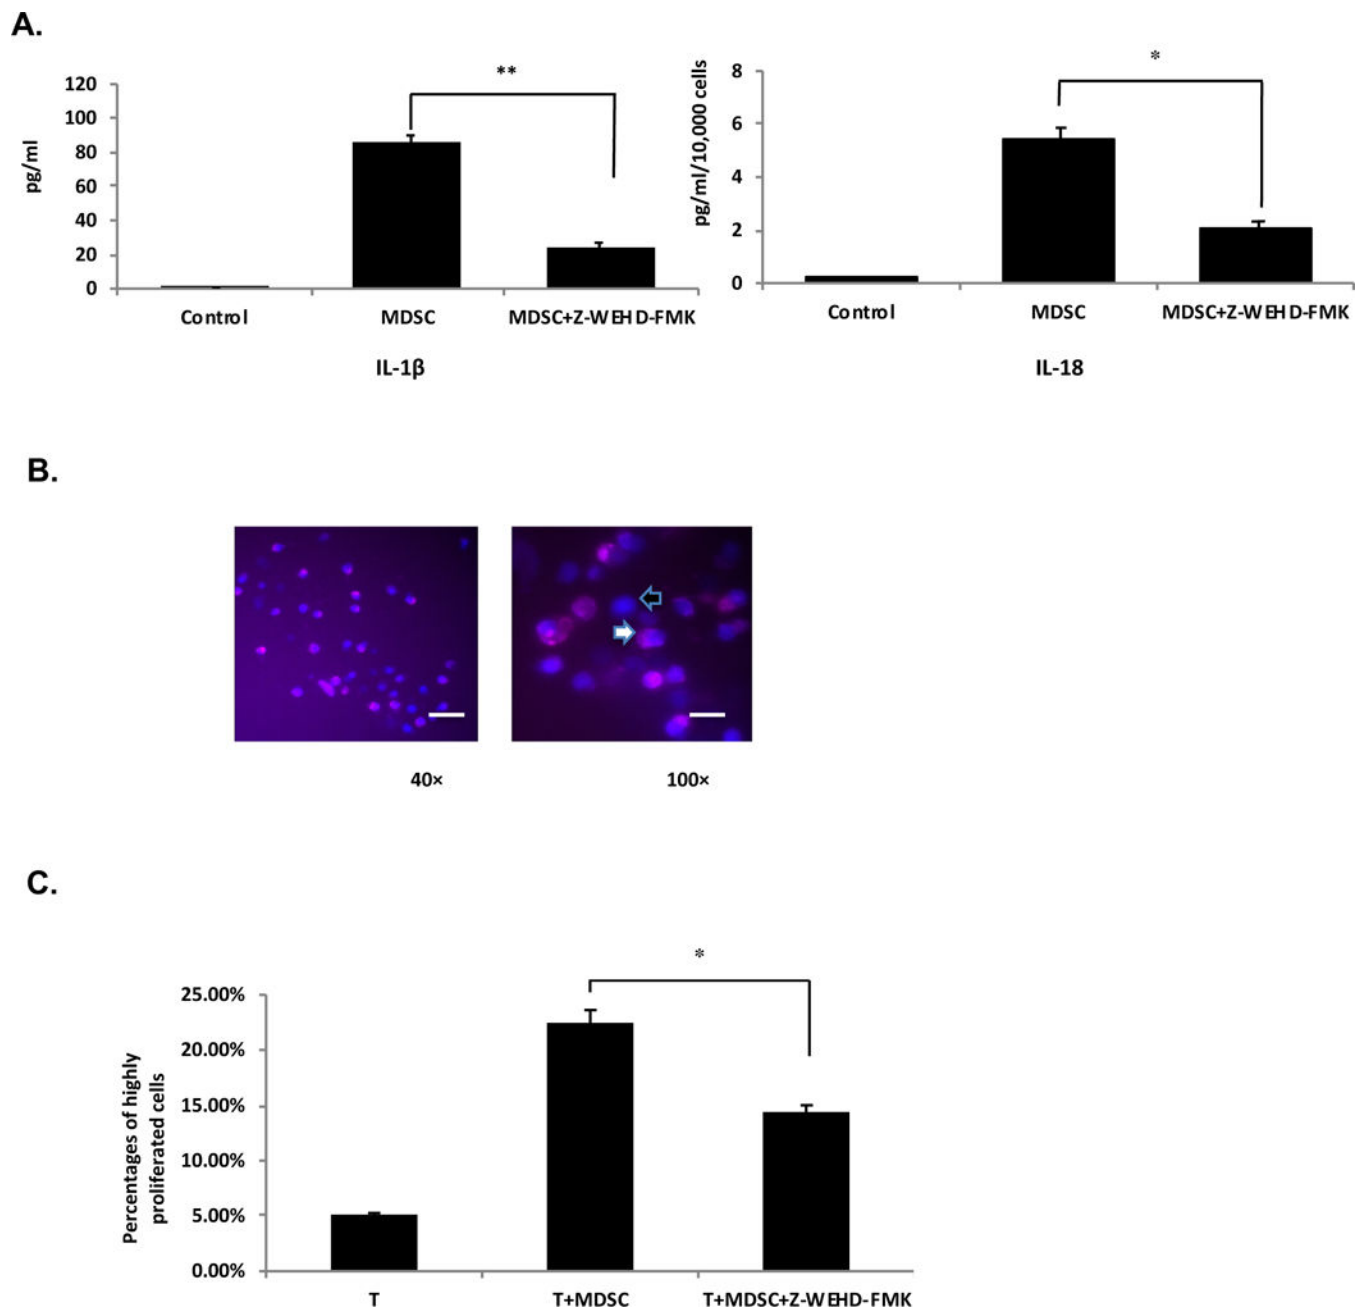 A.
**
120
100
80
60
40
20
0
pg/ml
Control
MDSC
MDSC+Z-WEHD-FMK
IL-1β
*
8
6
4
2
0
pg/ml/10,000 cells
Control
MDSC
MDSC+Z-WEHD-FMK
IL-18
B.
40×
100×
C.
*
25.00%
20.00%
15.00%
10.00%
5.00%
0.00%
Percentages of highly
proliferated cells
T
T+MDSC
T+MDSC+Z-WEHD-FMK